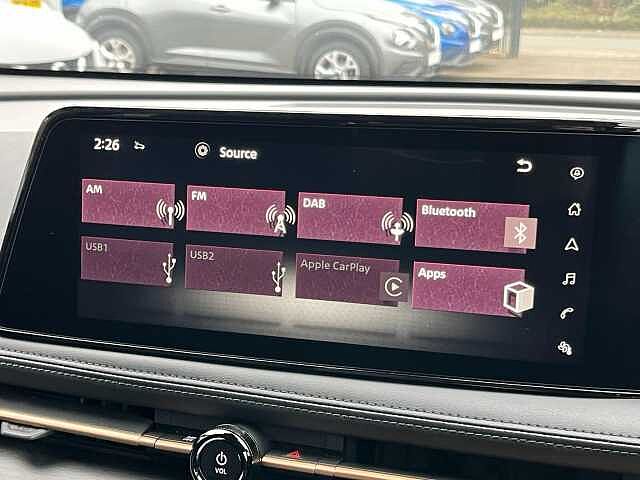 2:26
Source
AM
FM
DAB
Bluetooth
USB1
USB2
Apple CarPlay
Apps
VOL